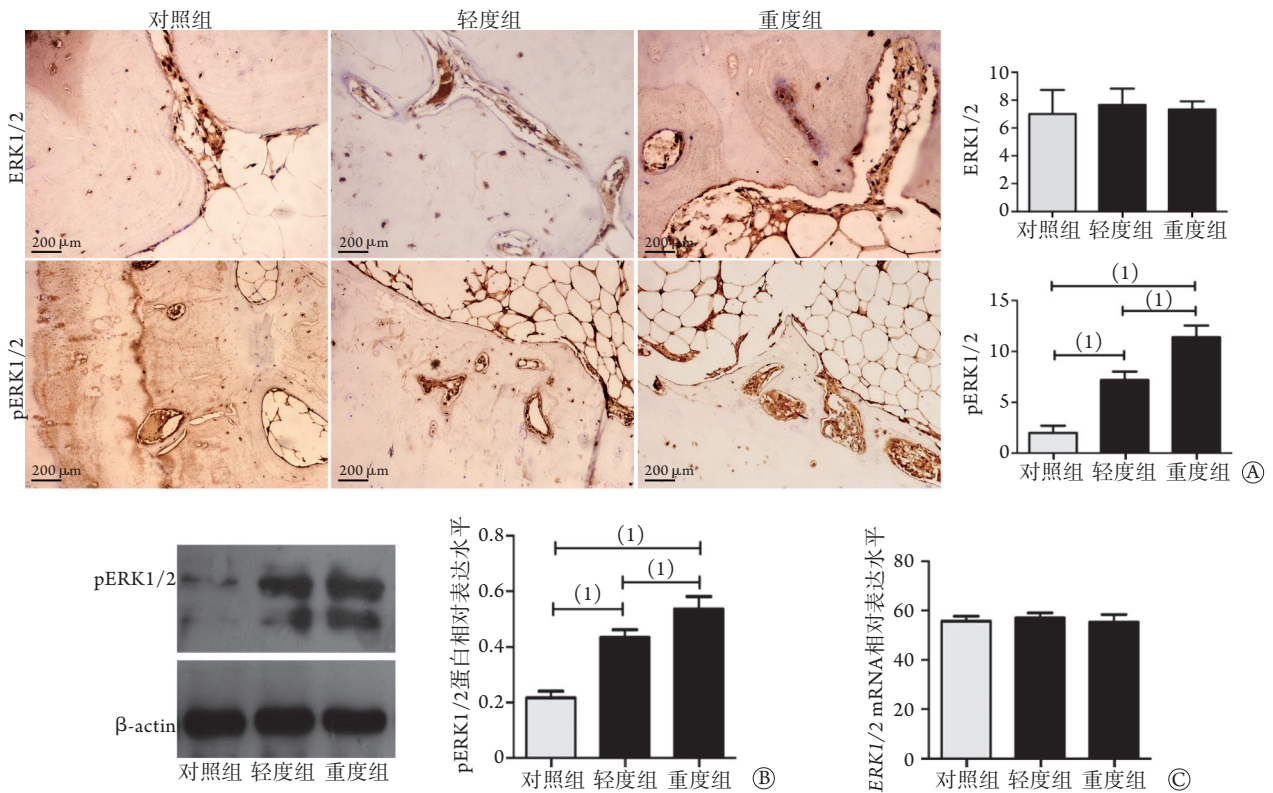 对照组 轻度组 重度组
ERK1/2
200 μm 200 μm 200 μm
pERK1/2
200 μm 200 μm 200 μm
ERK1/2
10
8
6
4
2
0
对照组 轻度组 重度组
pERK1/2
15
10
5
0
(1)
(1)
(1)
对照组 轻度组 重度组
Ⓐ
pERK1/2
β-actin
对照组 轻度组 重度组
pERK1/2蛋白相对表达水平
0.8
0.6
0.4
0.2
0
(1)
(1)
(1)
对照组 轻度组 重度组
Ⓑ
ERK1/2 mRNA相对表达水平
80
60
40
20
0
对照组 轻度组 重度组
Ⓒ